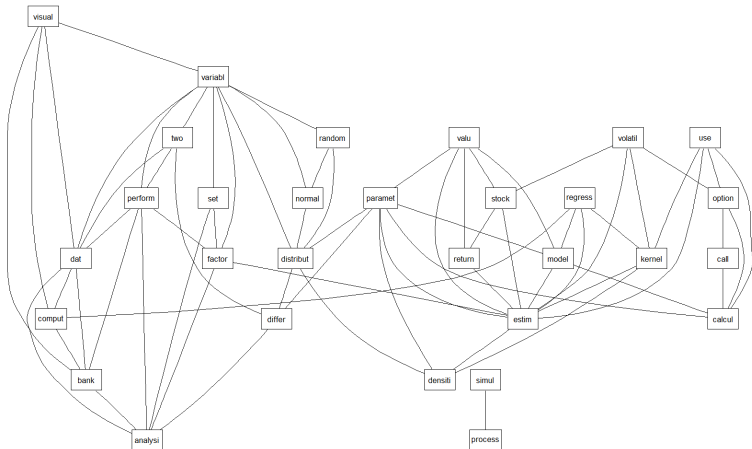 visual
variabl
two
random
valu
volatil
use
perform
set
normal
paramet
stock
regress
option
dat
factor
distribut
return
model
kernel
call
comput
differ
estim
calcul
bank
densiti
simul
analysi
process